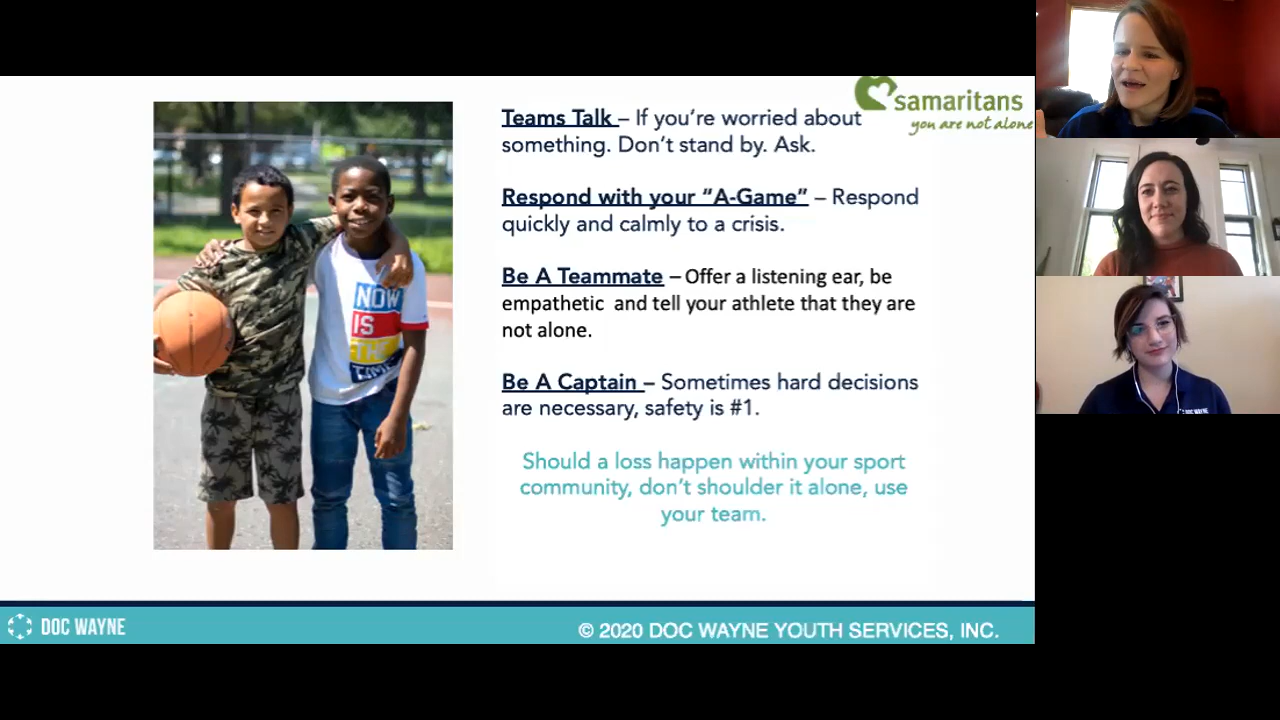 samaritans
you are not alone
Teams Talk – If you're worried about
something. Don't stand by. Ask.
Respond with your "A-Game" – Respond
quickly and calmly to a crisis.
Be A Teammate – Offer a listening ear, be
empathetic and tell your athlete that they are
not alone.
Be A Captain – Sometimes hard decisions
are necessary, safety is #1.
Should a loss happen within your sport
community, don't shoulder it alone, use
your team.
NOW
IS
THE
TIME
DOC WAYNE
© 2020 DOC WAYNE YOUTH SERVICES, INC.
DOC WAYNE